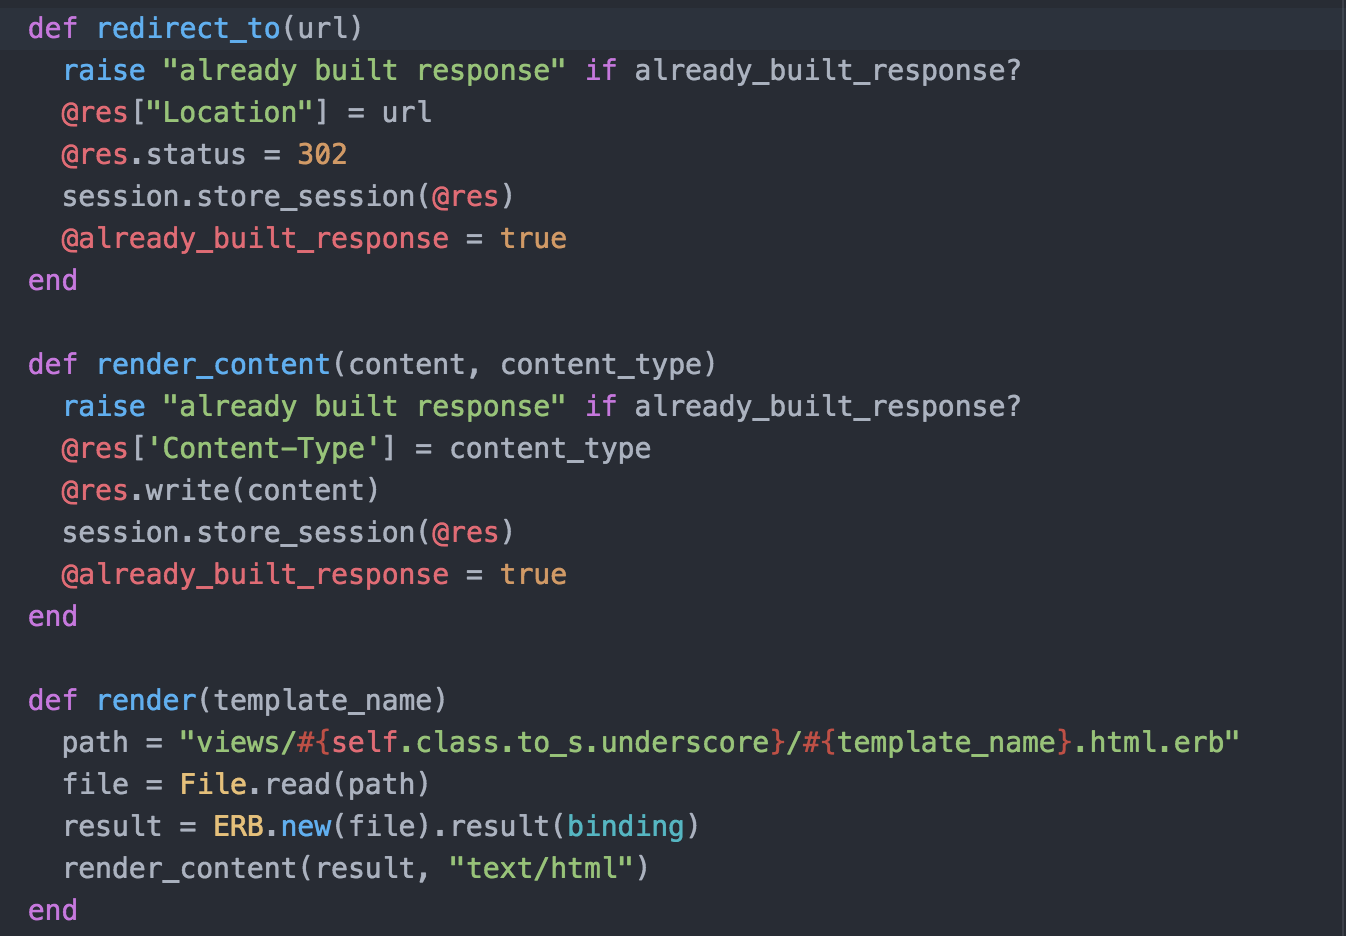 def redirect_to(url)
  raise "already built response" if already_built_response?
  @res["Location"] = url
  @res.status = 302
  session.store_session(@res)
  @already_built_response = true
end

def render_content(content, content_type)
  raise "already built response" if already_built_response?
  @res['Content-Type'] = content_type
  @res.write(content)
  session.store_session(@res)
  @already_built_response = true
end

def render(template_name)
  path = "views/#{self.class.to_s.underscore}/#{template_name}.html.erb"
  file = File.read(path)
  result = ERB.new(file).result(binding)
  render_content(result, "text/html")
end